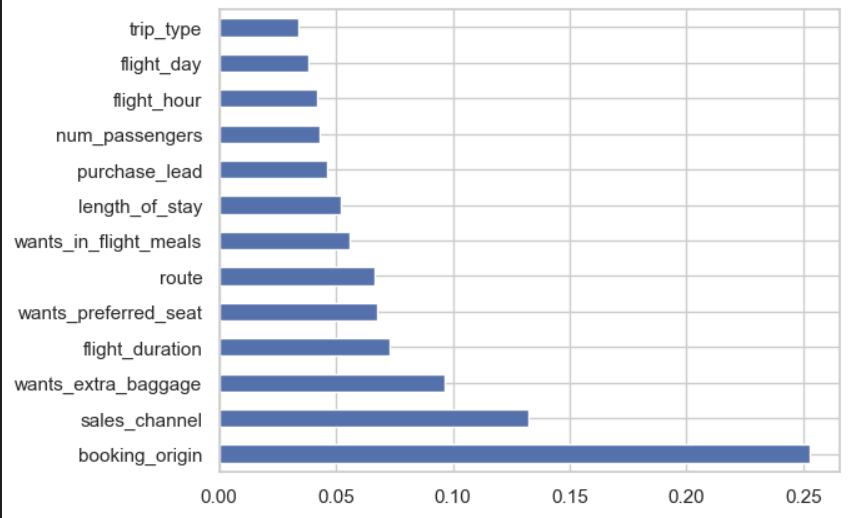 trip_type
flight_day
flight_hour
num_passengers
purchase_lead
length_of_stay
wants_in_flight_meals
route
wants_preferred_seat
flight_duration
wants_extra_baggage
sales_channel
booking_origin
0.00 0.05 0.10 0.15 0.20 0.25